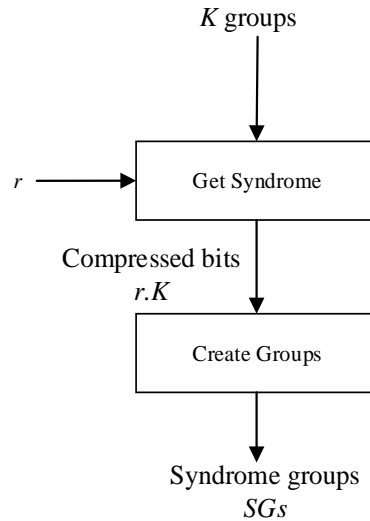 K groups
r
Get Syndrome
Compressed bits
r.K
Create Groups
Syndrome groups
SGs